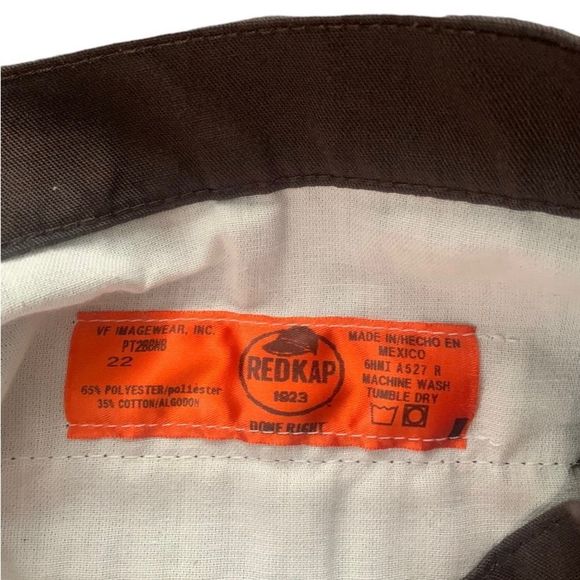 VF IMAGEWEAR, INC.
PT2BBNB
22
65% POLYESTER/poliester
35% COTTON/ALGODON
REDKAP
1923
DONE RIGHT
MADE IN/HECHO EN
MEXICO
6HMI A527 R
MACHINE WASH
TUMBLE DRY